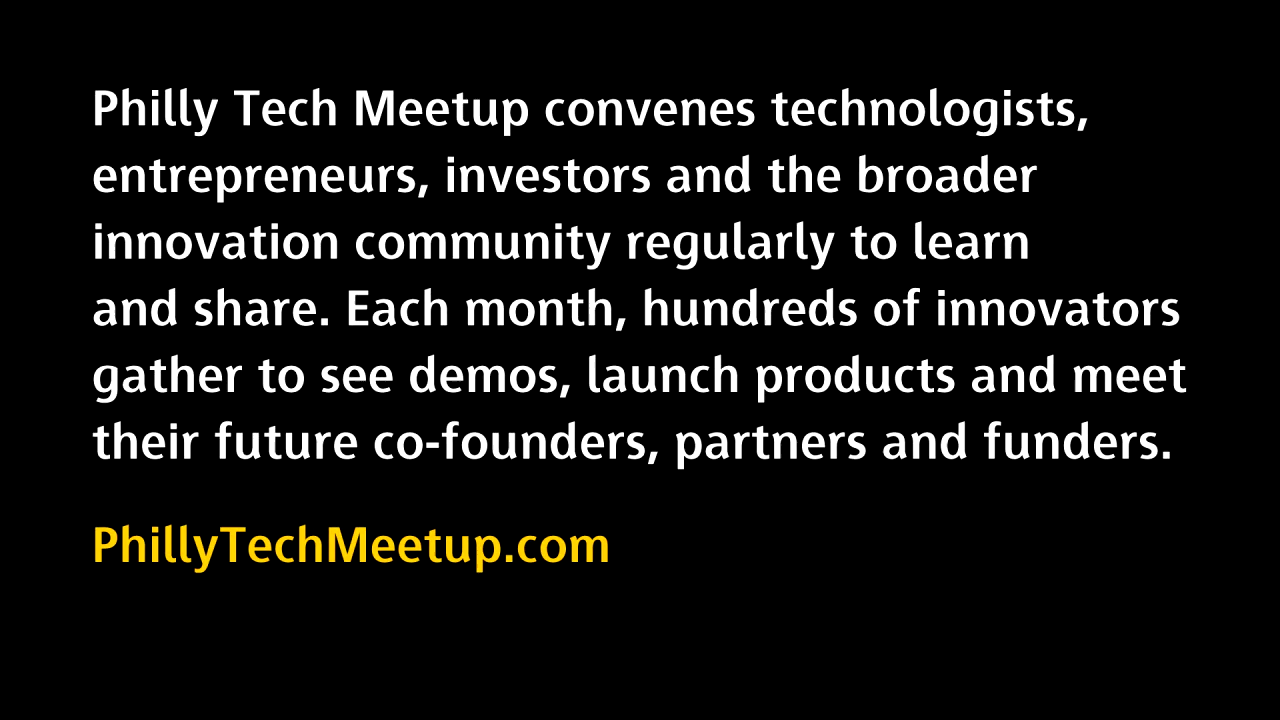 Philly Tech Meetup convenes technologists,
entrepreneurs, investors and the broader
innovation community regularly to learn
and share. Each month, hundreds of innovators
gather to see demos, launch products and meet
their future co-founders, partners and funders.
PhillyTechMeetup.com